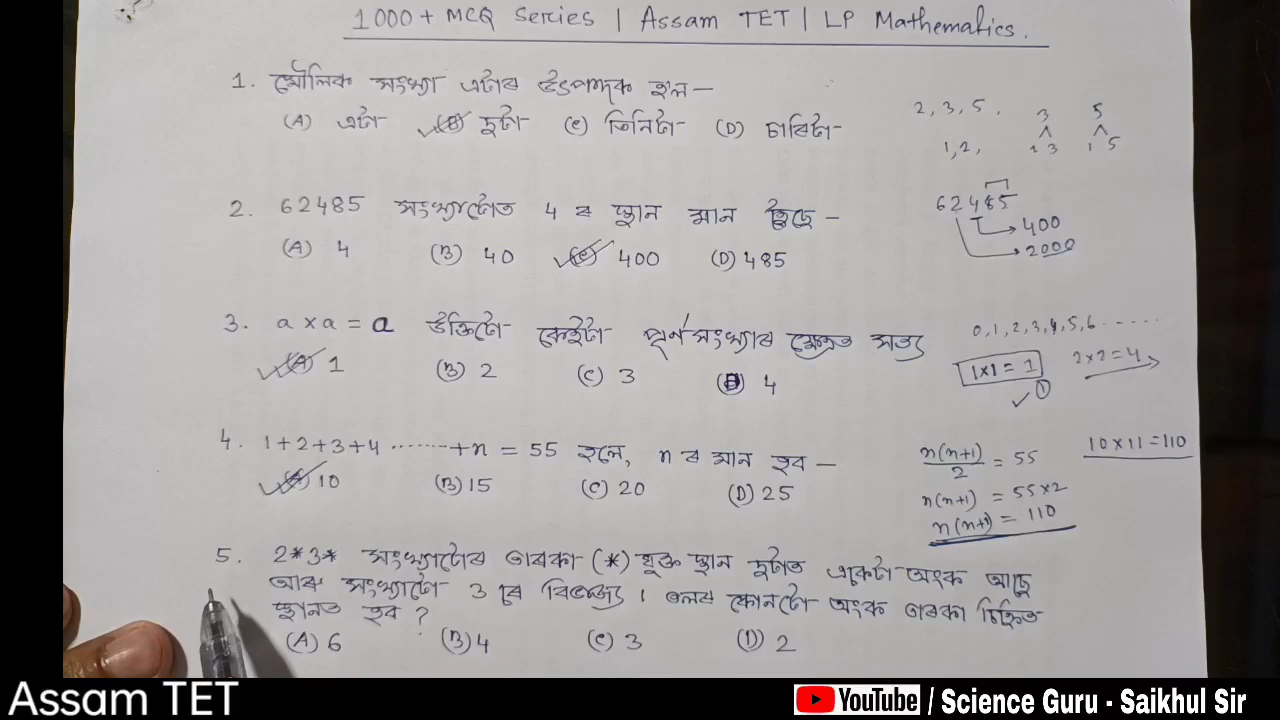 1000+ MCQ Series | Assam TET | LP Mathematics.
1. মৌলিক সংখ্যা এটাৰ উৎপাদক হ'ল —
(A) এটা (B) দুটা (C) তিনিটা (D) চাৰিটা
2, 3, 5. 3 5
1, 2, 1 3 1 5
2. 62485 সংখ্যাটোত 4 ৰ স্থান মান হৈছে —
(A) 4 (B) 40 (C) 400 (D) 485
62485
400
2000
3. a × a = a উক্তিটো কেইটা পূৰ্ণসংখ্যাৰ ক্ষেত্ৰত সত্য
(A) 1 (B) 2 (C) 3 (D) 4
0, 1, 2, 3, 4, 5, 6 ......
1×1 = 1 2×2 = 4
1
4. 1+2+3+4 ........+n = 55 হলে, n ৰ মান হব —
(A) 10 (B) 15 (C) 20 (D) 25
n(n+1)/2 = 55 10 × 11 = 110
n(n+1) = 55×2
n(n+1) = 110
5. 2*3* সংখ্যাটোৰ তাৰকা (*) যুক্ত স্থান দুটাত একেটা অংক আছে
আৰু সংখ্যাটো 3 ৰে বিভাজ্য। তলৰ কোনটো অংক তাৰকা চিহ্নিত
স্থানত হব?
(A) 6 (B) 4 (C) 3 (D) 2
Assam TET
YouTube / Science Guru - Saikhul Sir